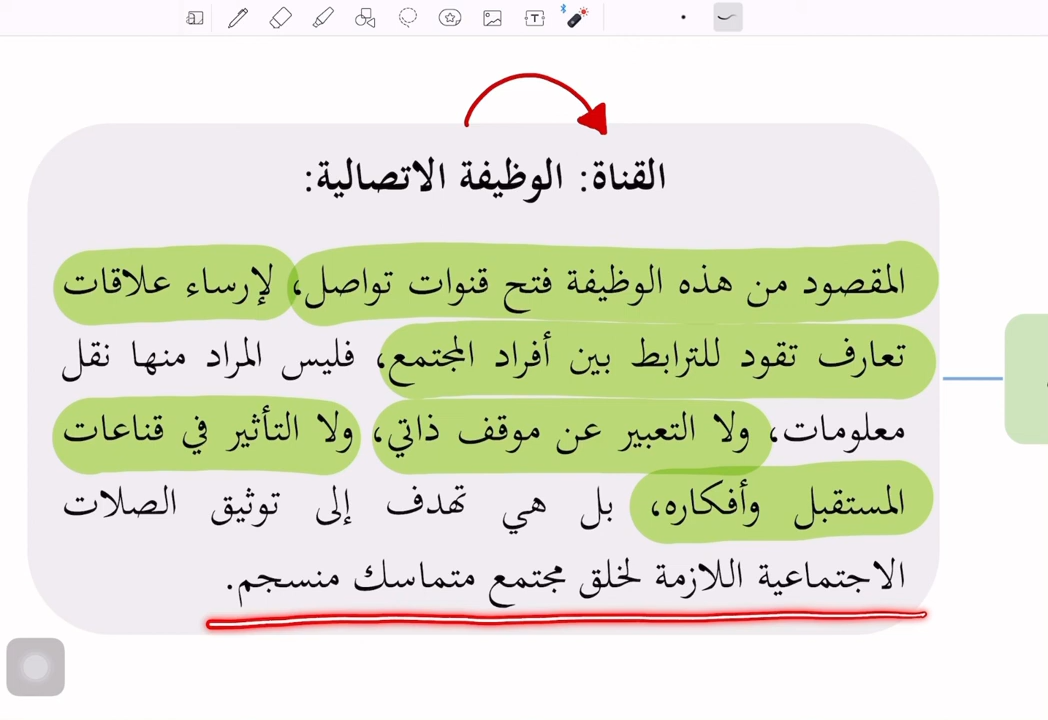 القناة: الوظيفة الاتصالية:
المقصود من هذه الوظيفة فتح قنوات تواصل، لإرساء علاقات
تعارف تقود للترابط بين أفراد المجتمع، فليس المراد منها نقل
معلومات، ولا التعبير عن موقف ذاتي، ولا التأثير في قناعات
المستقبل وأفكاره، بل هي تهدف إلى توثيق الصلات
الاجتماعية اللازمة لخلق مجتمع متماسك منسجم.